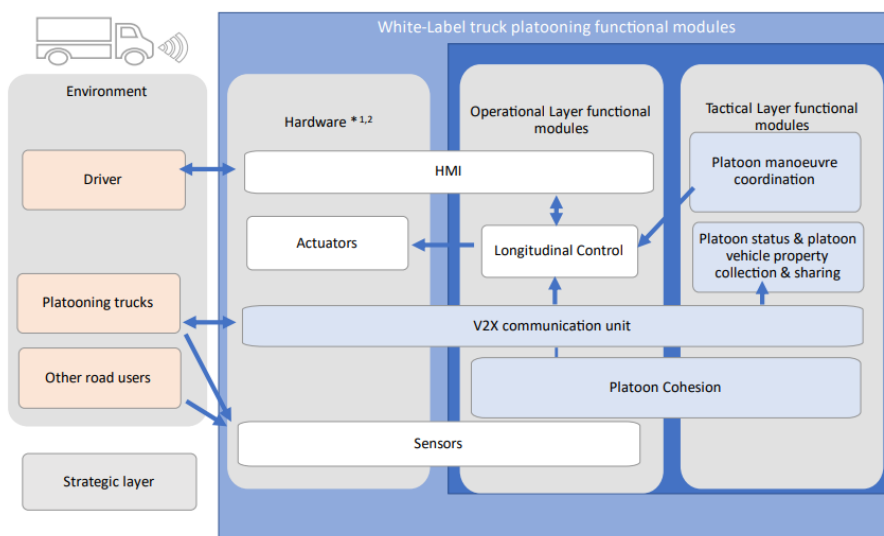 White-Label truck platooning functional modules
Environment
Hardware *1,2
Operational Layer functional
modules
Tactical Layer functional
modules
Driver
HMI
Platoon manoeuvre
coordination
Actuators
Longitudinal Control
Platoon status & platoon
vehicle property
collection & sharing
Platooning trucks
V2X communication unit
Other road users
Platoon Cohesion
Sensors
Strategic layer